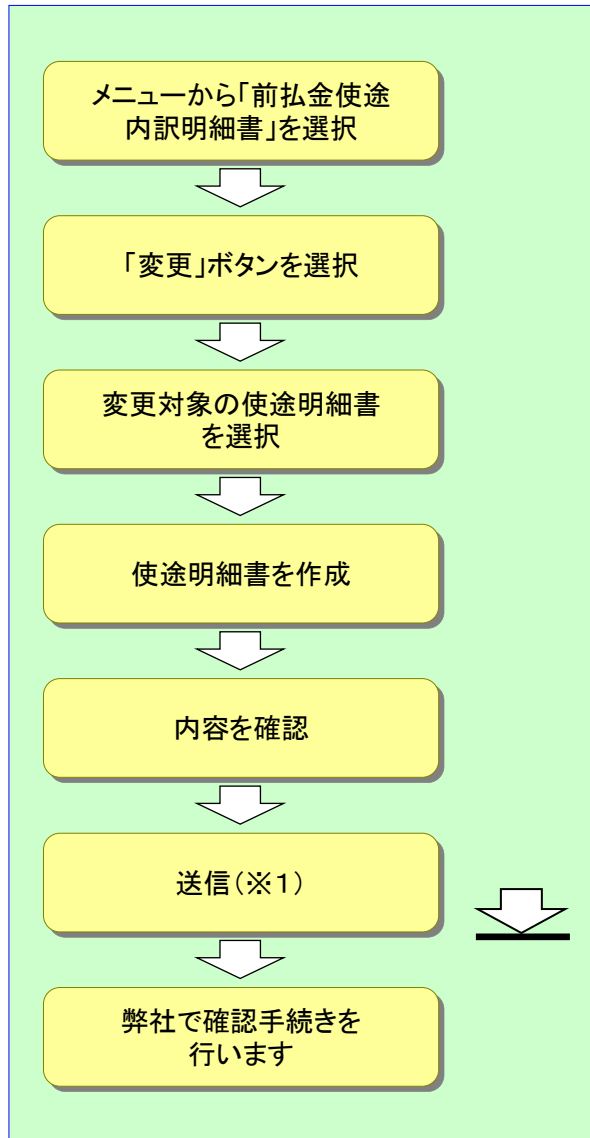 メニューから「前払金使途
内訳明細書」を選択
「変更」ボタンを選択
変更対象の使途明細書
を選択
使途明細書を作成
内容を確認
送信(※1)
弊社で確認手続きを
行います